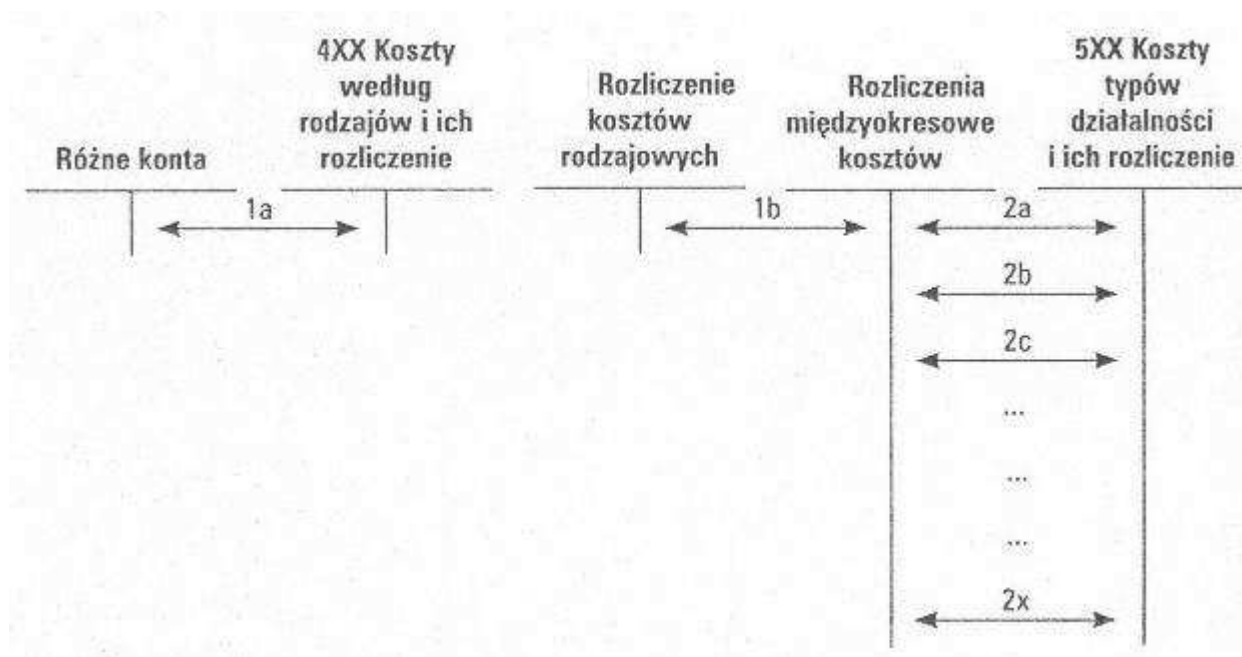 Różne konta
4XX Koszty
według
rodzajów i ich
rozliczenie
Rozliczenie
kosztów
rodzajowych
Rozliczenia
międzyokresowe
kosztów
5XX Koszty
typów
działalności
i ich rozliczenie
1a
1b
2a
2b
2c
...
...
...
2x